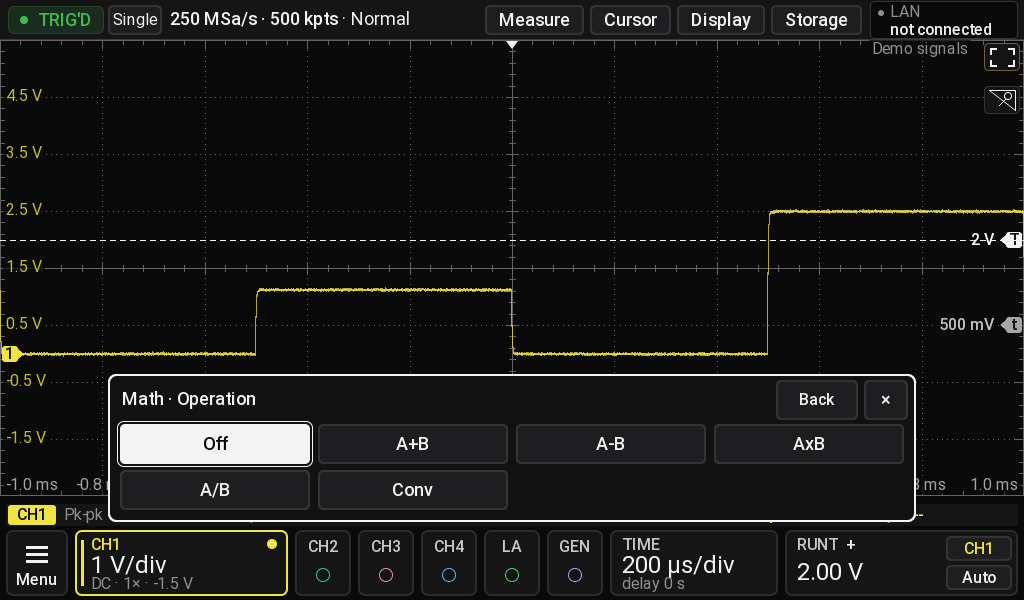 TRIG'D Single 250 MSa/s · 500 kpts · Normal Measure Cursor Display Storage LAN
not connected
Demo signals
4.5 V
3.5 V
2.5 V
2 V T
1.5 V
0.5 V
500 mV t
1
-0.5 V
Math · Operation Back ×
Off A+B A-B AxB
-1.5 V
A/B Conv
-1.0 ms -0.8 ms 1.0 ms
CH1 Pk-pk
Menu
CH1
1 V/div
DC · 1× · -1.5 V
CH2 CH3 CH4 LA GEN
TIME
200 µs/div
delay 0 s
RUNT +
2.00 V
CH1
Auto